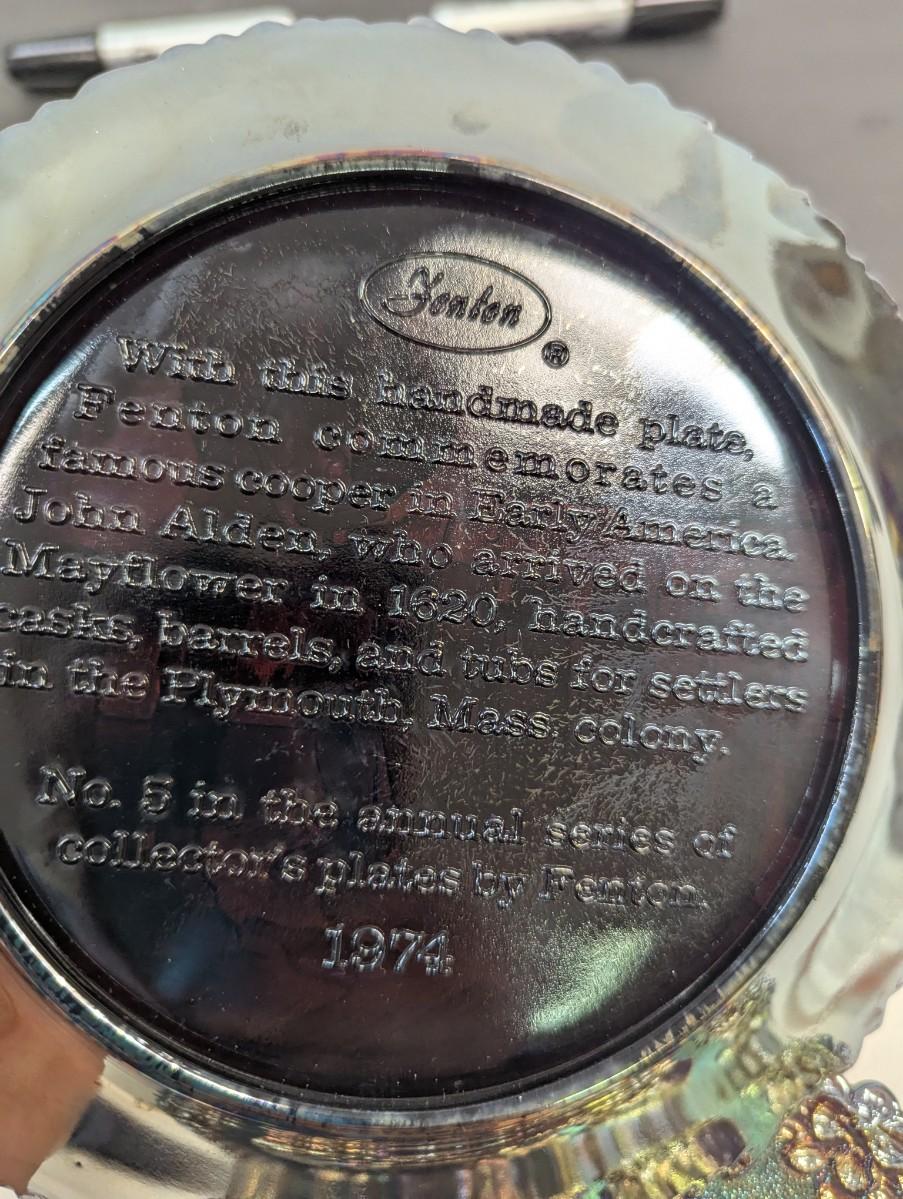 Fenton
®
With this handmade plate,
Fenton commemorates a
famous cooper in Early America.
John Alden, who arrived on the
Mayflower in 1620, handcrafted
casks, barrels, and tubs for settlers
in the Plymouth, Mass. colony.
No. 5 in the annual series of
collector's plates by Fenton.
1974.